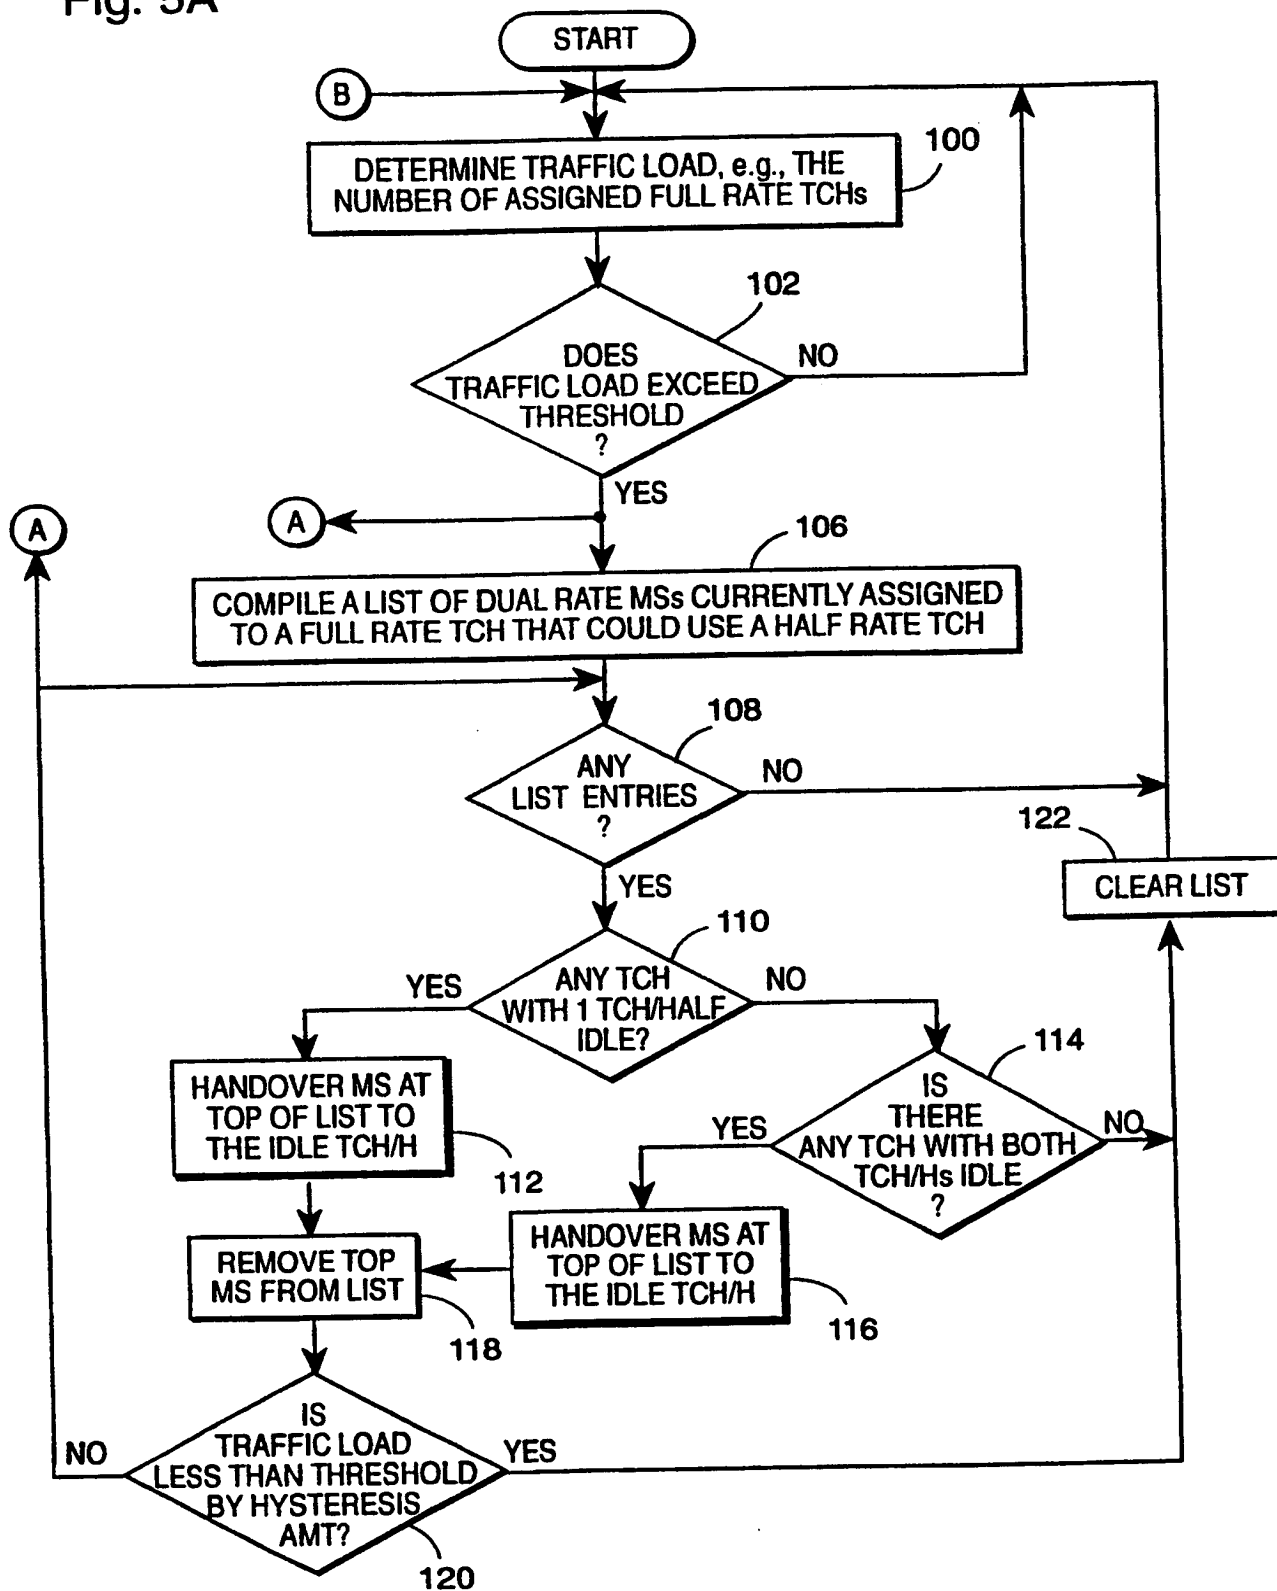 Fig. 5A
START
B
100
DETERMINE TRAFFIC LOAD, e.g., THE
NUMBER OF ASSIGNED FULL RATE TCHs
102
DOES
TRAFFIC LOAD EXCEED
THRESHOLD
?
NO
YES
A
A
106
COMPILE A LIST OF DUAL RATE MSs CURRENTLY ASSIGNED
TO A FULL RATE TCH THAT COULD USE A HALF RATE TCH
108
ANY
LIST ENTRIES
?
NO
YES
122
CLEAR LIST
110
ANY TCH
WITH 1 TCH/HALF
IDLE?
YES
NO
114
IS
THERE
ANY TCH WITH BOTH
TCH/Hs IDLE
?
YES
NO
HANDOVER MS AT
TOP OF LIST TO
THE IDLE TCH/H
112
HANDOVER MS AT
TOP OF LIST TO
THE IDLE TCH/H
116
REMOVE TOP
MS FROM LIST
118
IS
TRAFFIC LOAD
LESS THAN THRESHOLD
BY HYSTERESIS
AMT?
NO
YES
120